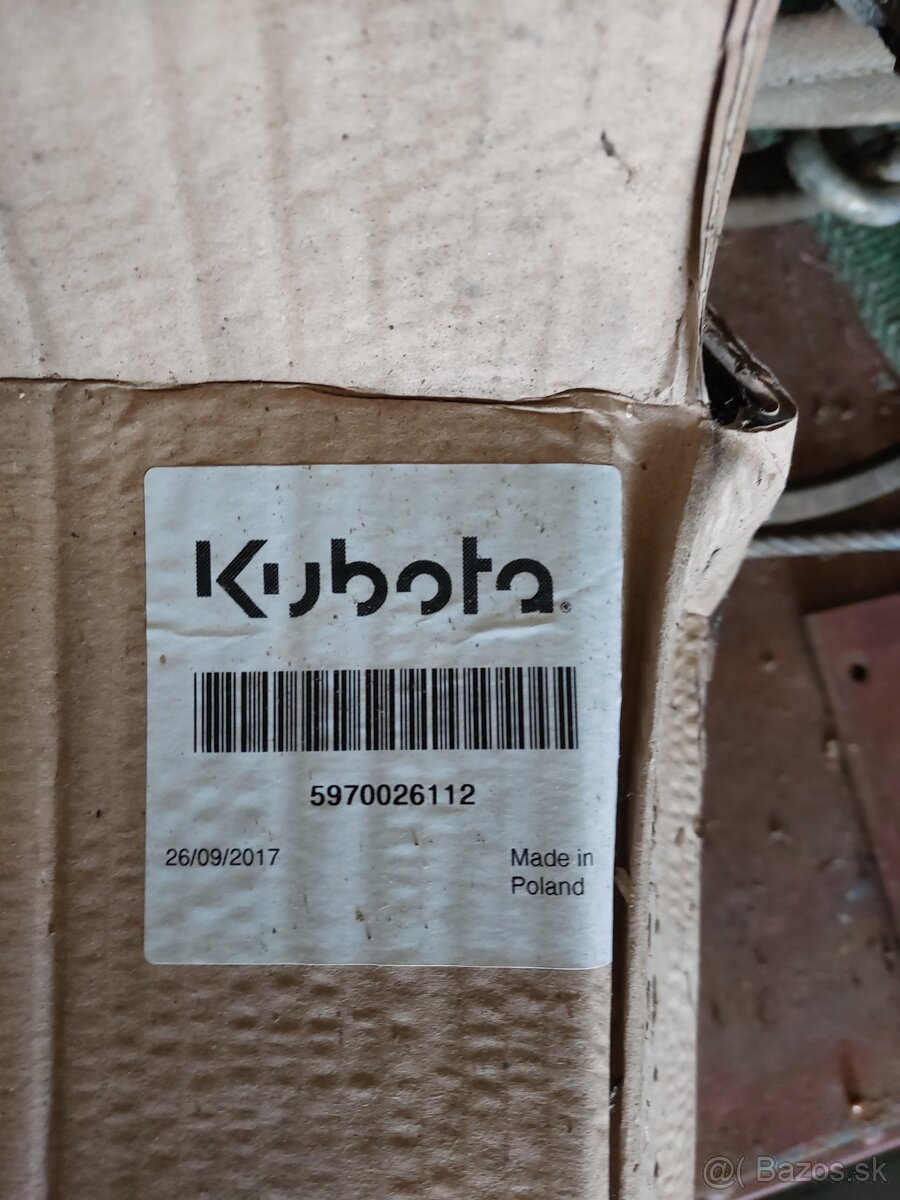 Kubota®
5970026112
26/09/2017
Made in
Poland
@( Bazos.sk